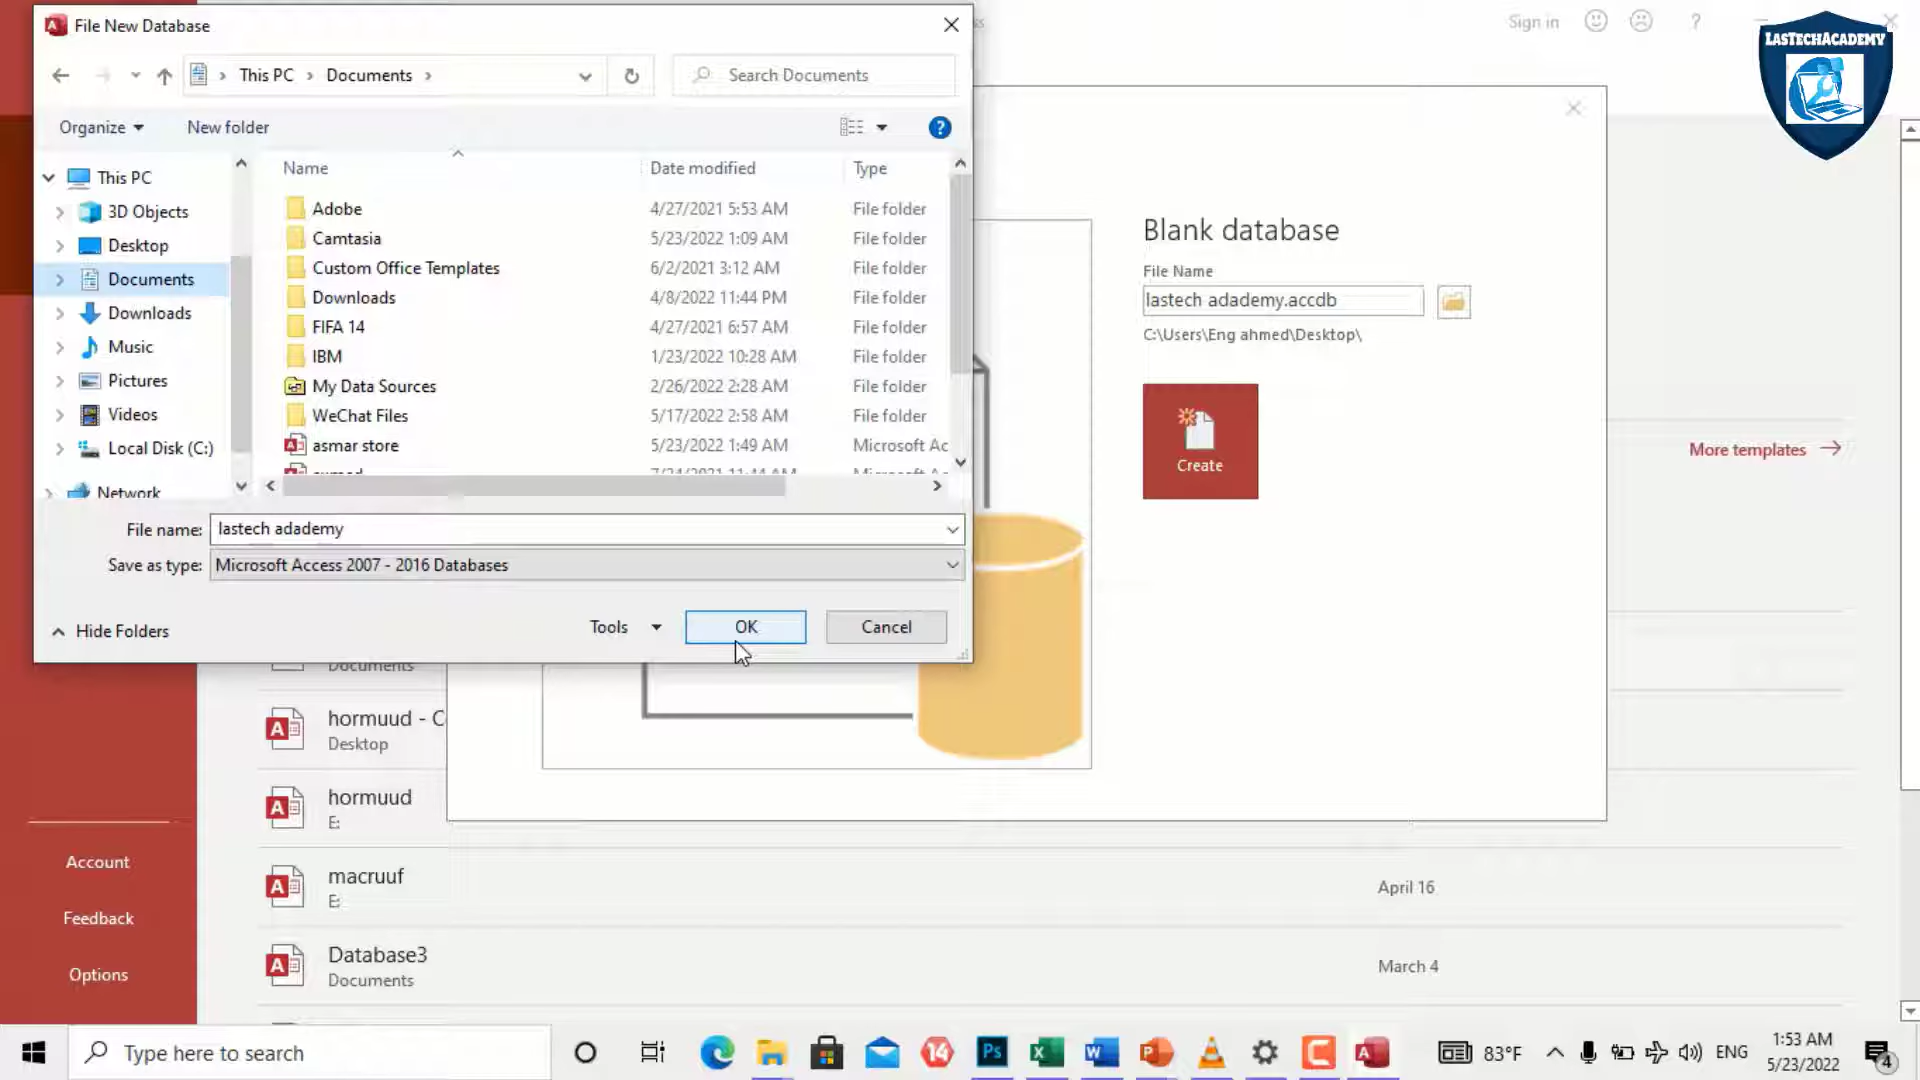 File New Database
This PC > Documents >
Search Documents
Organize
New folder
?
Name
Date modified
Type
This PC
3D Objects
Desktop
Documents
Downloads
Music
Pictures
Videos
Local Disk (C:)
Network
Adobe 4/27/2021 5:53 AM File folder
Camtasia 5/23/2022 1:09 AM File folder
Custom Office Templates 6/2/2021 3:12 AM File folder
Downloads 4/8/2022 11:44 PM File folder
FIFA 14 4/27/2021 6:57 AM File folder
IBM 1/23/2022 10:28 AM File folder
My Data Sources 2/26/2022 2:28 AM File folder
WeChat Files 5/17/2022 2:58 AM File folder
asmar store 5/23/2022 1:49 AM Microsoft Ac
File name: lastech adademy
Save as type: Microsoft Access 2007 - 2016 Databases
Hide Folders
Tools
OK
Cancel
Sign in
?
LASTECHACADEMY
Blank database
File Name
lastech adademy.accdb
C:\Users\Eng ahmed\Desktop\
Create
More templates
Documents
hormuud - C
Desktop
hormuud
E:
macruuf
E:
April 16
Database3
Documents
March 4
Account
Feedback
Options
Type here to search
14
Ps
83°F
ENG
1:53 AM
5/23/2022
4